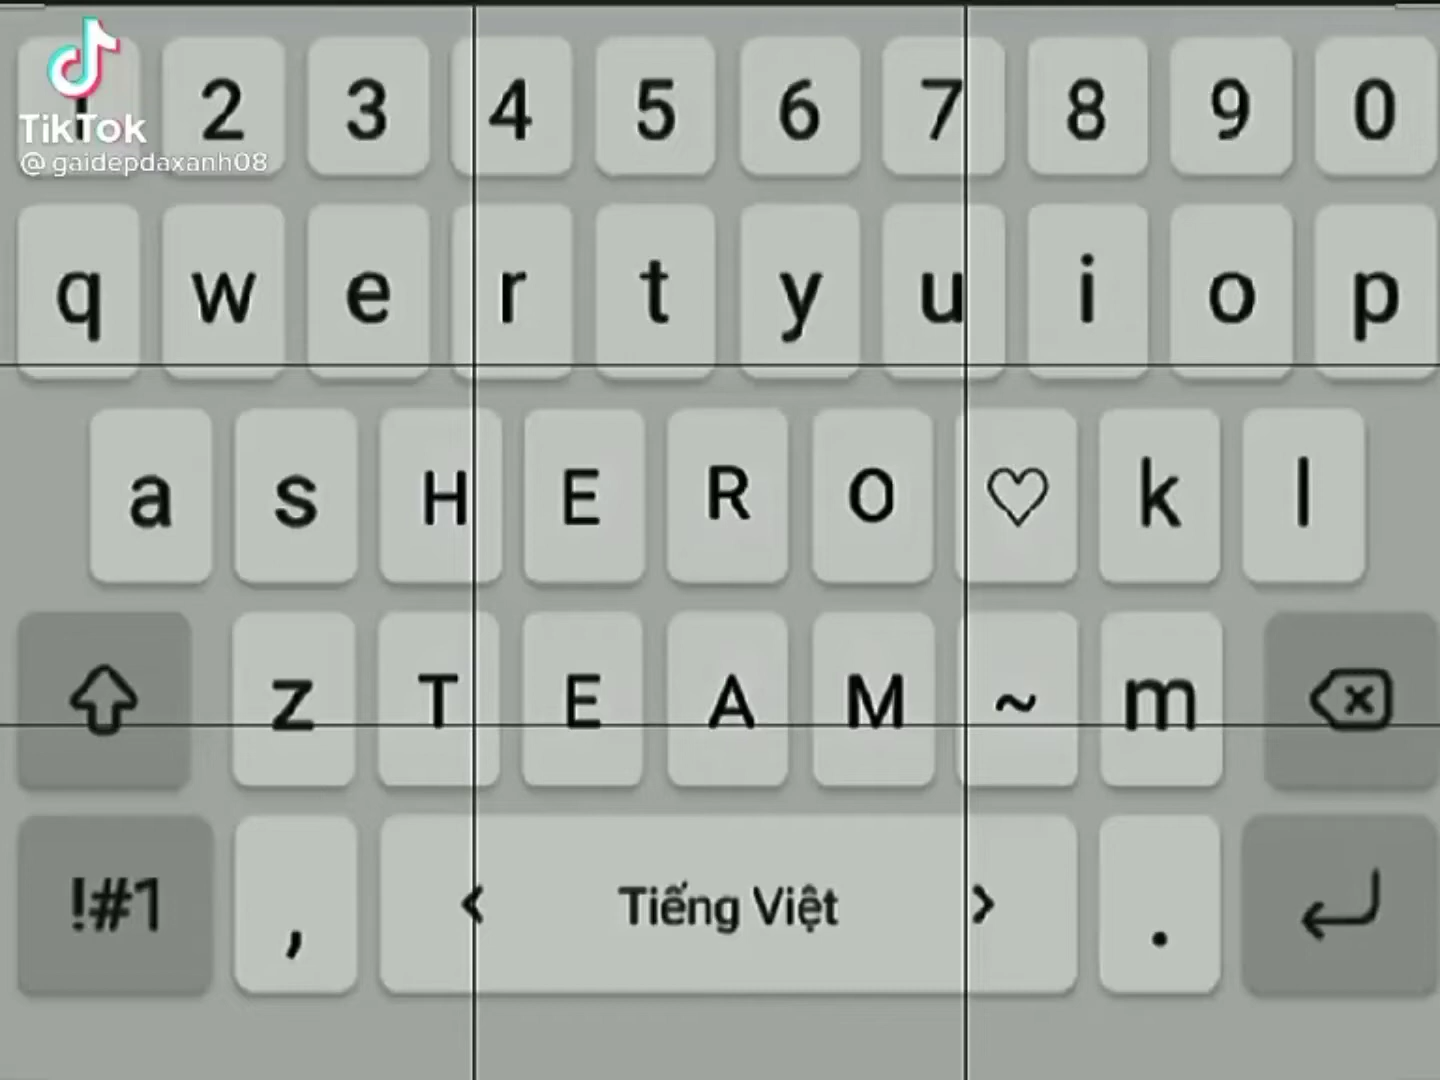 TikTok
@gaidepdaxanh08
1 2 3 4 5 6 7 8 9 0
q w e r t y u i o p
a s H E R O ♡ k l
z T E A M ~ m
!#1 , < Tiếng Việt > .